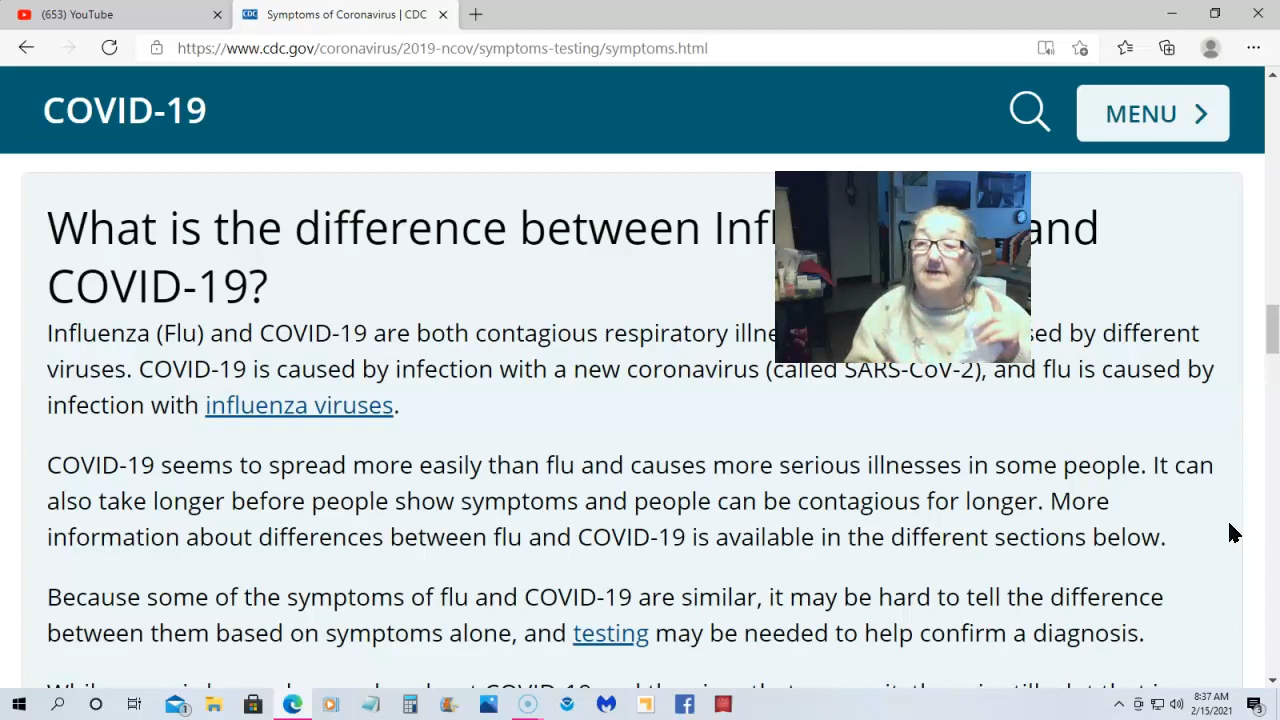 (653) YouTube
Symptoms of Coronavirus | CDC
https://www.cdc.gov/coronavirus/2019-ncov/symptoms-testing/symptoms.html
COVID-19
MENU
What is the difference between and
COVID-19?
Influenza (Flu) and COVID-19 are both contagious respiratory by different
viruses. COVID-19 is caused by infection with a new coronavirus (called SARS-CoV-2), and flu is caused by
infection with influenza viruses.
COVID-19 seems to spread more easily than flu and causes more serious illnesses in some people. It can
also take longer before people show symptoms and people can be contagious for longer. More
information about differences between flu and COVID-19 is available in the different sections below.
Because some of the symptoms of flu and COVID-19 are similar, it may be hard to tell the difference
between them based on symptoms alone, and testing may be needed to help confirm a diagnosis.
8:37 AM
2/15/2021